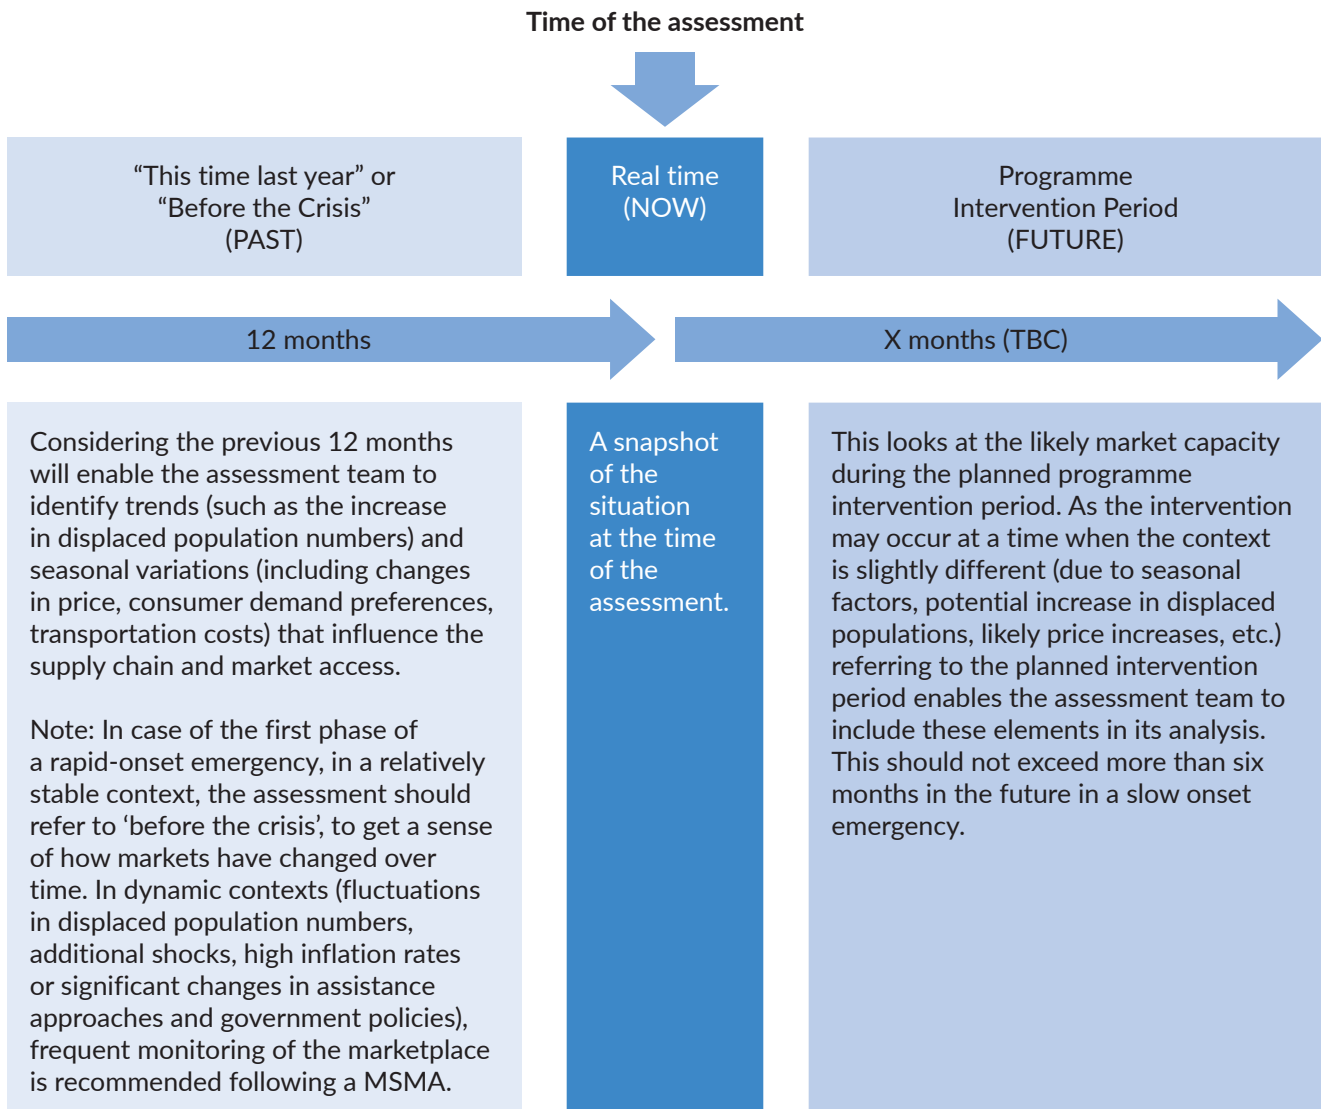 Time of the assessment
“This time last year” or
“Before the Crisis”
(PAST)
Real time
(NOW)
Programme
Intervention Period
(FUTURE)
12 months
X months (TBC)
Considering the previous 12 months
will enable the assessment team to
identify trends (such as the increase
in displaced population numbers) and
seasonal variations (including changes
in price, consumer demand preferences,
transportation costs) that influence the
supply chain and market access.
Note: In case of the first phase of
a rapid-onset emergency, in a relatively
stable context, the assessment should
refer to ‘before the crisis’, to get a sense
of how markets have changed over
time. In dynamic contexts (fluctuations
in displaced population numbers,
additional shocks, high inflation rates
or significant changes in assistance
approaches and government policies),
frequent monitoring of the marketplace
is recommended following a MSMA.
A snapshot
of the
situation
at the time
of the
assessment.
This looks at the likely market capacity
during the planned programme
intervention period. As the intervention
may occur at a time when the context
is slightly different (due to seasonal
factors, potential increase in displaced
populations, likely price increases, etc.)
referring to the planned intervention
period enables the assessment team to
include these elements in its analysis.
This should not exceed more than six
months in the future in a slow onset
emergency.